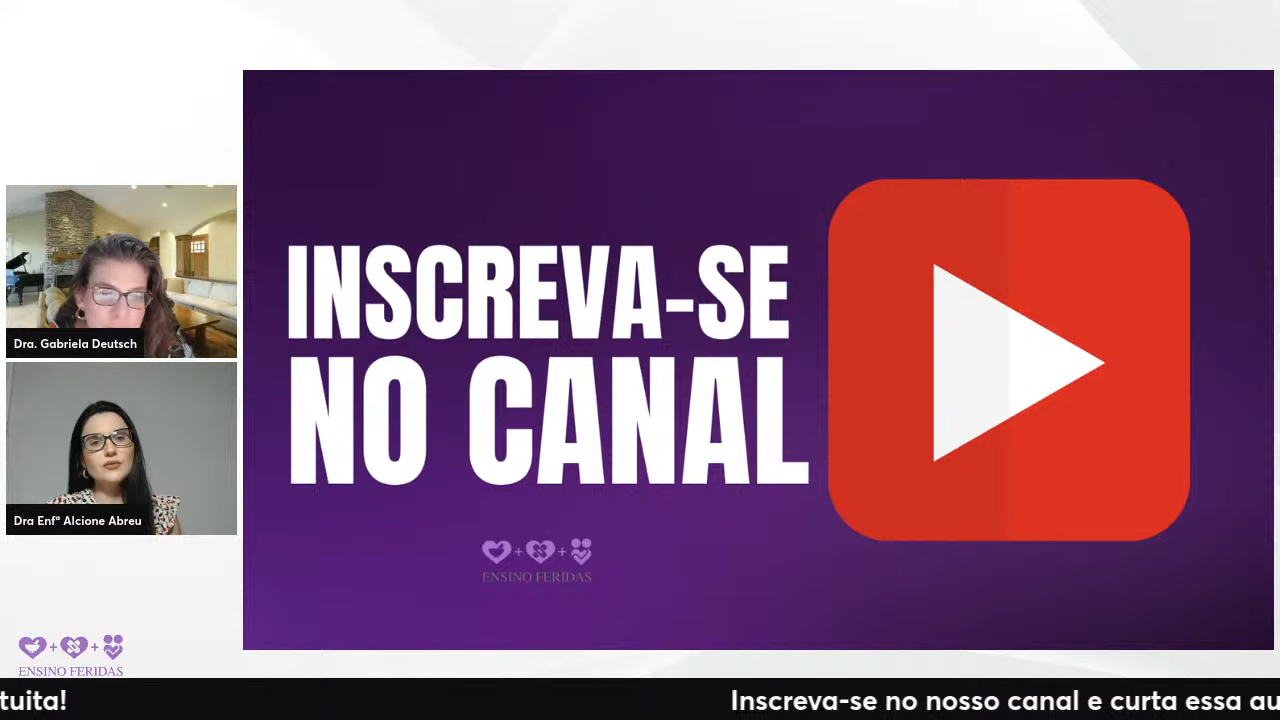 INSCREVA-SE
NO CANAL
ENSINO FERIDAS
Dra. Gabriela Deutsch
Dra Enfª Alcione Abreu
ENSINO FERIDAS
tuita!
Inscreva-se no nosso canal e curta essa au